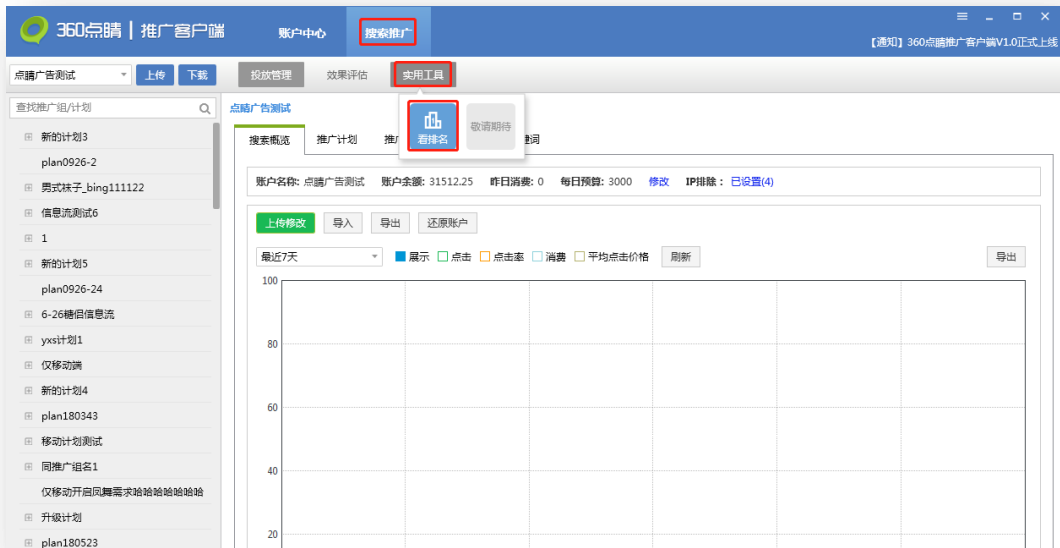 360点睛 | 推广客户端
账户中心
搜索推广
【通知】360点睛推广客户端V1.0正式上线
点睛广告测试
上传
下载
投放管理
效果评估
实用工具
查找推广组/计划
点睛广告测试
看排名
敬请期待
搜索概览
推广计划
推
键词
新的计划3
plan0926-2
男式袜子_bing111122
信息流测试6
1
新的计划5
plan0926-24
6-26糖侣信息流
yxs计划1
仅移动端
新的计划4
plan180343
移动计划测试
同推广组名1
仅移动开启凤舞需求哈哈哈哈哈哈哈
升级计划
plan180523
账户名称: 点睛广告测试 账户余额: 31512.25 昨日消费: 0 每日预算: 3000 修改 IP排除： 已设置(4)
上传修改
导入
导出
还原账户
最近7天
展示
点击
点击率
消费
平均点击价格
刷新
导出
100
80
60
40
20